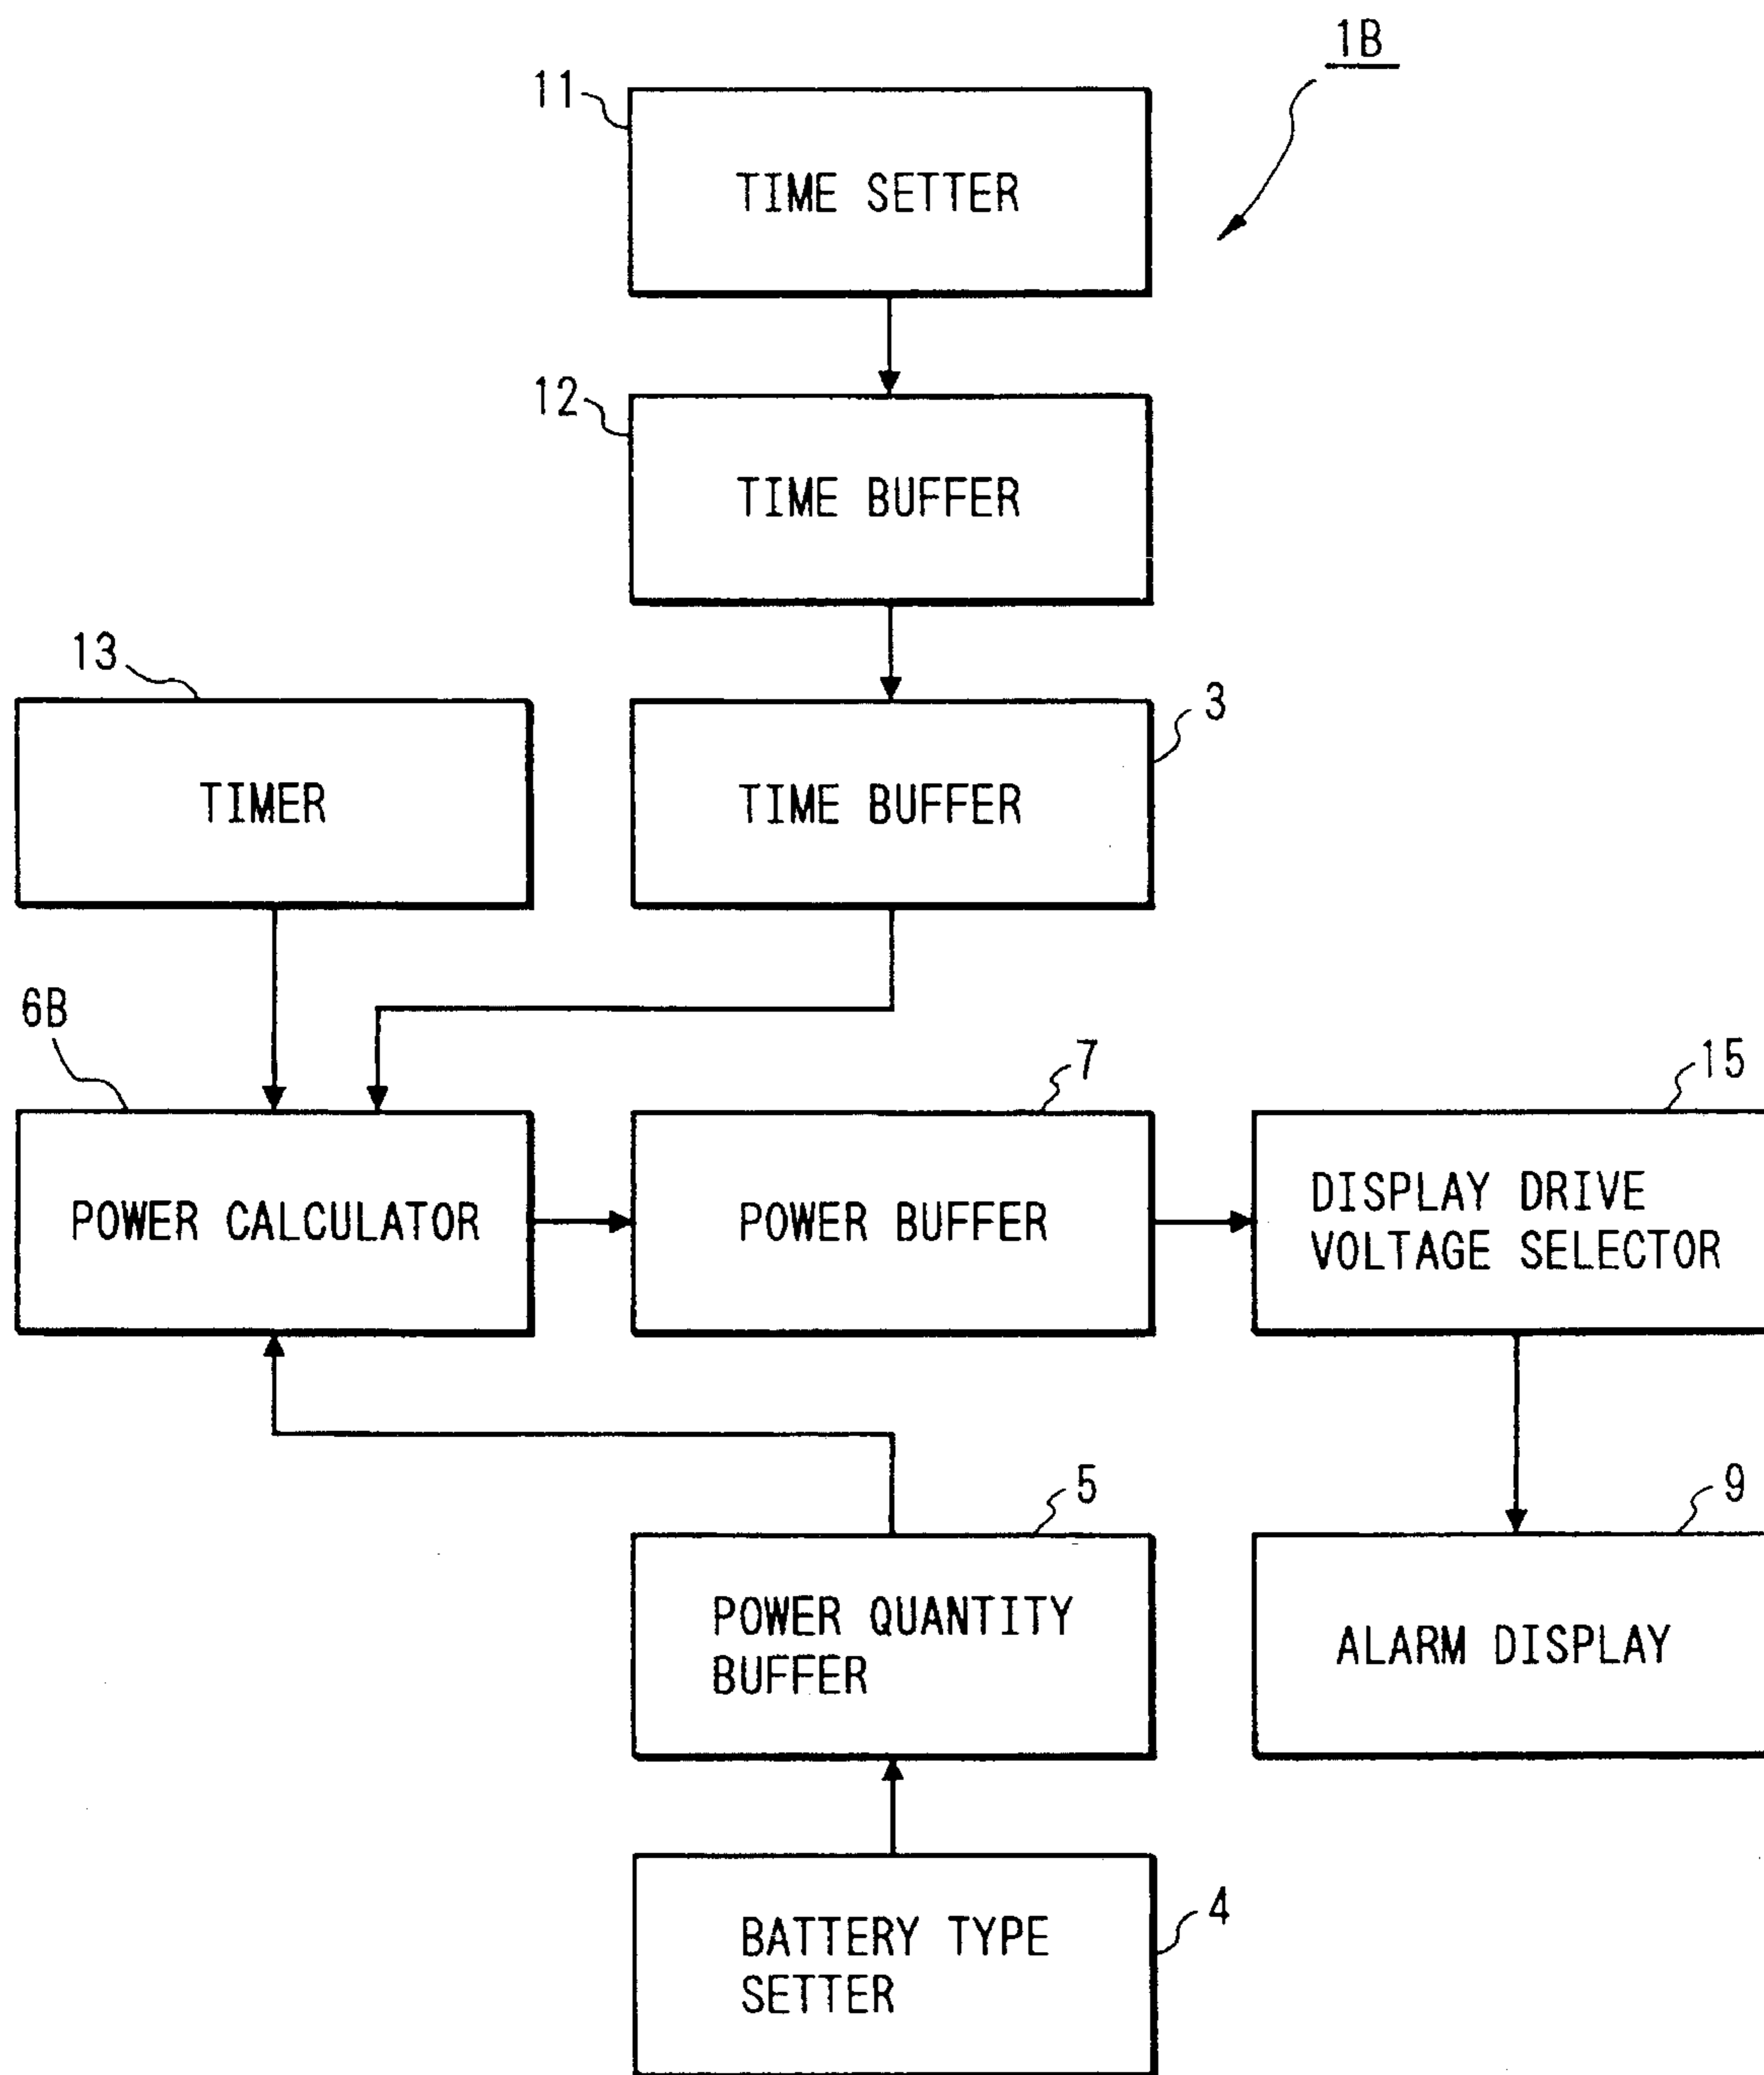 1B
11
TIME SETTER
12
TIME BUFFER
13
TIMER
3
TIME BUFFER
6B
POWER CALCULATOR
7
POWER BUFFER
15
DISPLAY DRIVE
VOLTAGE SELECTOR
5
POWER QUANTITY
BUFFER
9
ALARM DISPLAY
4
BATTERY TYPE
SETTER